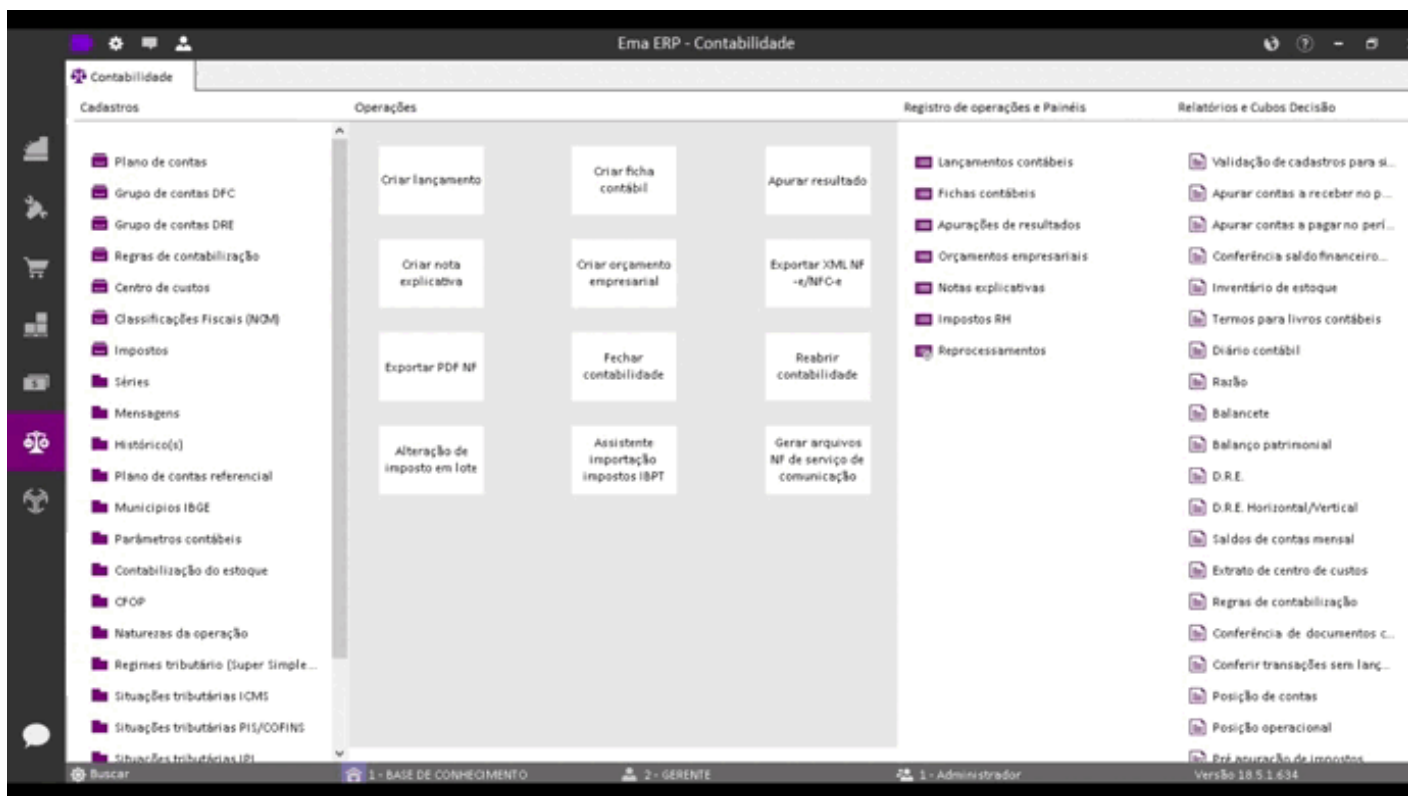 Ema ERP - Contabilidade
Contabilidade
Cadastros
Operações
Registro de operações e Painéis
Relatórios e Cubos Decisão
Plano de contas
Grupo de contas DFC
Grupo de contas DRE
Regras de contabilização
Centro de custos
Classificações Fiscais (NCM)
Impostos
Séries
Mensagens
Histórico(s)
Plano de contas referencial
Municipios IBGE
Parâmetros contábeis
Contabilização do estoque
CFOP
Naturezas da operação
Regimes tributário (Super Simple...
Situações tributárias ICMS
Situações tributárias PIS/COFINS
Situações tributárias IPI
Criar lançamento
Criar ficha
contábil
Apurar resultado
Criar nota
explicativa
Criar orçamento
empresarial
Exportar XML NF
-e/NFC-e
Exportar PDF NF
Fechar
contabilidade
Reabrir
contabilidade
Alteração de
imposto em lote
Assistente
importação
impostos IBPT
Gerar arquivos
NF de serviço de
comunicação
Lançamentos contábeis
Fichas contábeis
Apurações de resultados
Orçamentos empresariais
Notas explicativas
Impostos RH
Reprocessamentos
Validação de cadastros para si...
Apurar contas a receber no p...
Apurar contas a pagar no perí...
Conferência saldo financeiro...
Inventário de estoque
Termos para livros contábeis
Diário contábil
Razão
Balancete
Balanço patrimonial
D.R.E.
D.R.E. Horizontal/Vertical
Saldos de contas mensal
Extrato de centro de custos
Regras de contabilização
Conferência de documentos c...
Conferir transações sem lanç...
Posição de contas
Posição operacional
Pré apuração de impostos
Buscar
1 - BASE DE CONHECIMENTO
2 - GERENTE
1 - Administrador
Versão 18.5.1.634